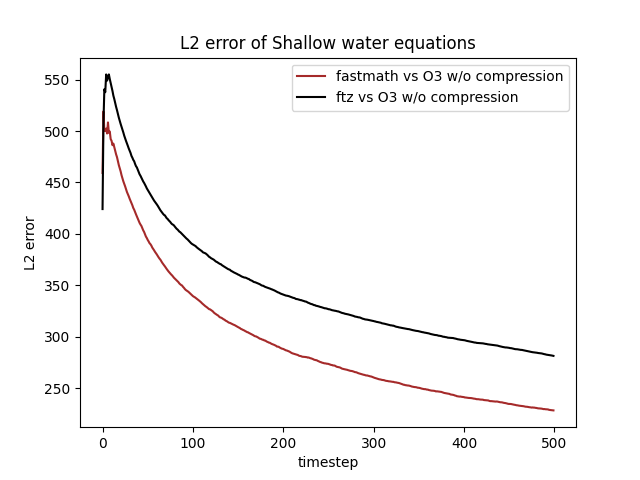 L2 error of Shallow water equations
fastmath vs O3 w/o compression
ftz vs O3 w/o compression
L2 error
550
500
450
400
350
300
250
0 100 200 300 400 500
timestep